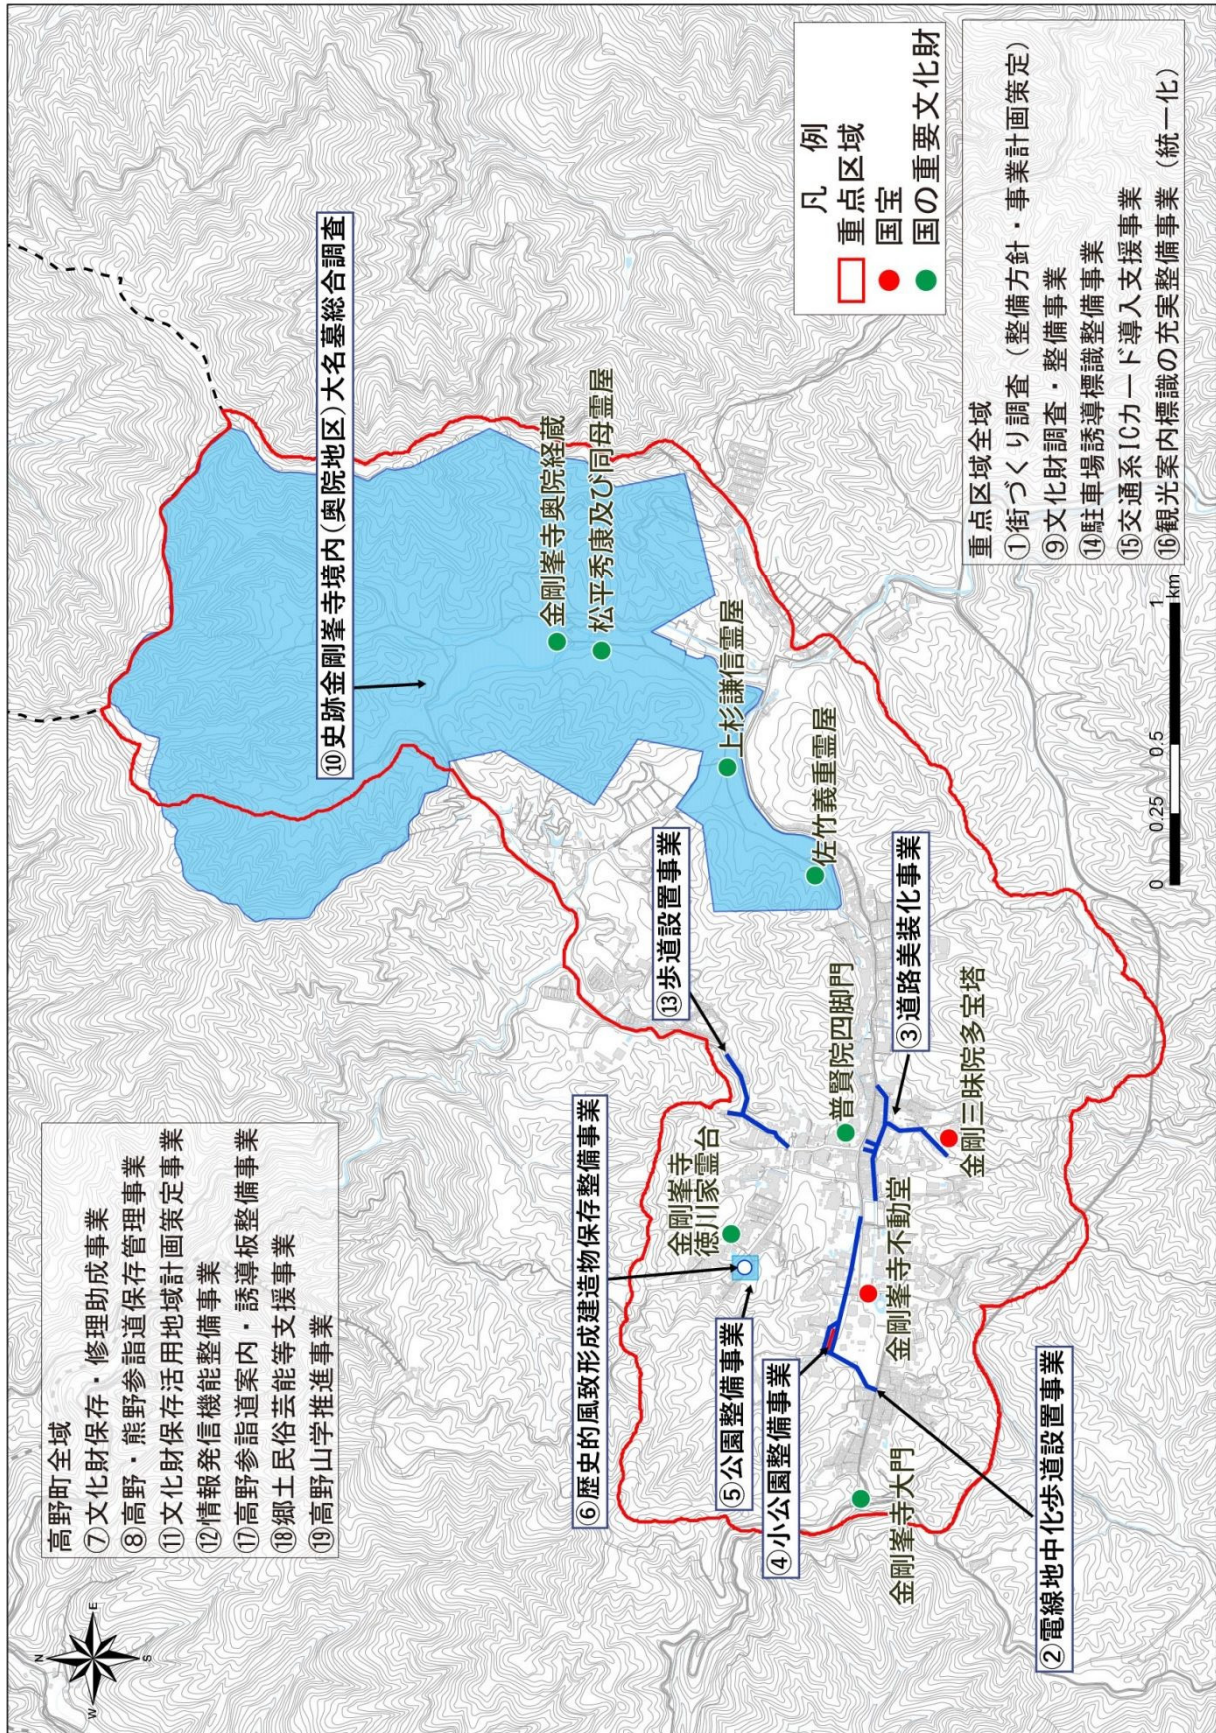 高野町全域
⑦文化財保存・修理助成事業
⑧高野・熊野参詣道保存管理事業
⑪文化財保存活用地域計画策定事業
⑫情報発信機能整備事業
⑰高野参詣道案内・誘導板整備事業
⑱郷土民俗芸能等支援事業
⑲高野山学推進事業
N
E
S
W
⑩史跡金剛峯寺境内(奥院地区)大名墓総合調査
金剛峯寺奥院経蔵
松平秀康及び同母霊屋
上杉謙信霊屋
佐竹義重霊屋
⑬歩道設置事業
⑥歴史的風致形成建造物保存整備事業
金剛峯寺
徳川家霊台
⑤公園整備事業
④小公園整備事業
普賢院四脚門
③道路美装化事業
金剛三昧院多宝塔
金剛峯寺不動堂
金剛峯寺大門
②電線地中化・歩道設置事業
凡 例
重点区域
国宝
国の重要文化財
重点区域全域
①街づくり調査（整備方針・事業計画策定）
⑨文化財調査・整備事業
⑭駐車場誘導標識整備事業
⑮交通系ICカード導入支援事業
⑯観光案内標識の充実整備事業（統一化）
0 0.25 0.5 1
km